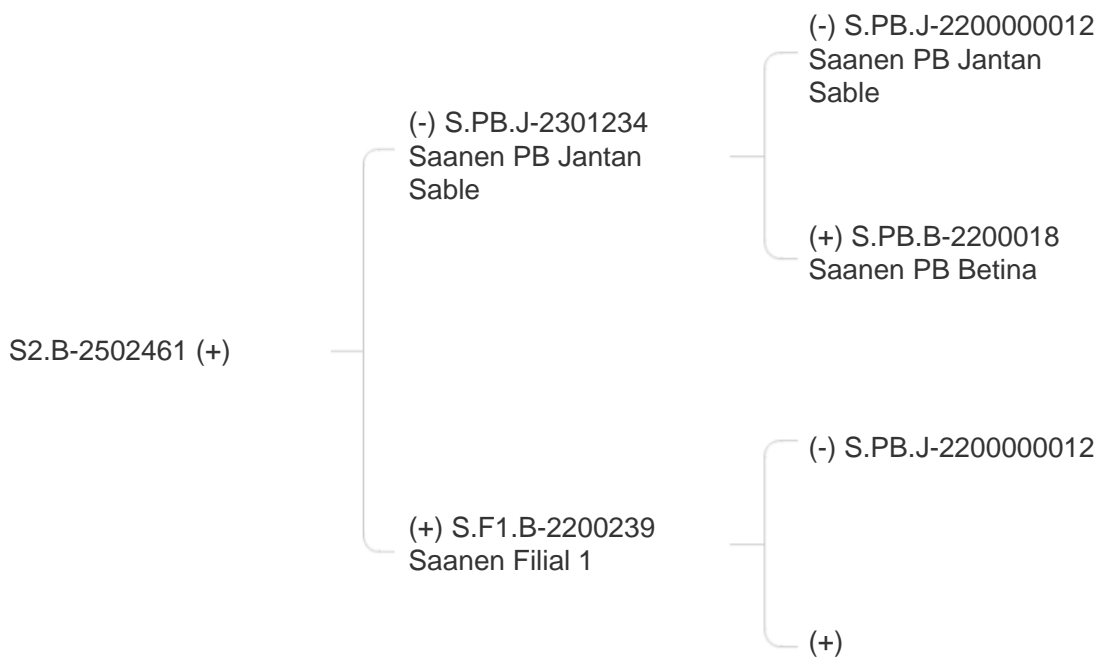 (-) S.PB.J-2200000012
Saanen PB Jantan
Sable
(-) S.PB.J-2301234
Saanen PB Jantan
Sable
(+) S.PB.B-2200018
Saanen PB Betina
S2.B-2502461 (+)
(-) S.PB.J-2200000012
(+) S.F1.B-2200239
Saanen Filial 1
(+)